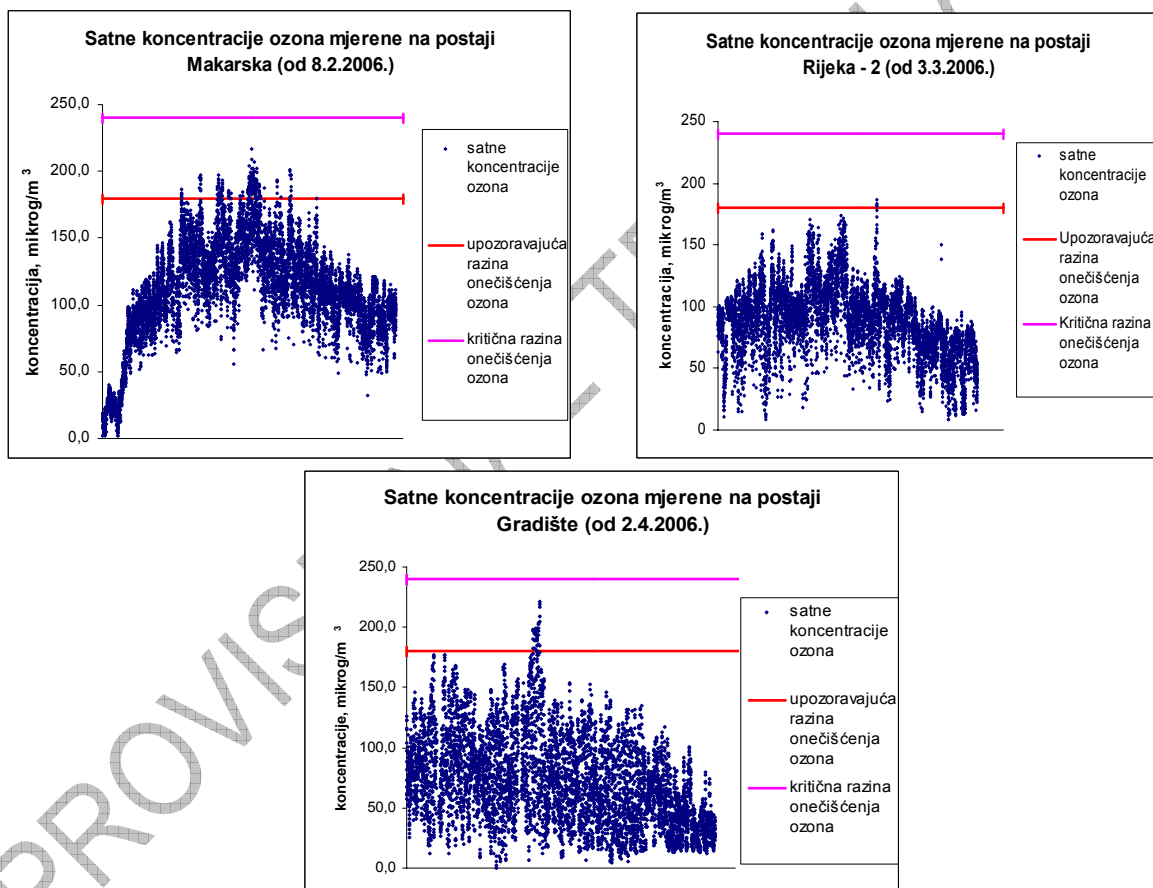 Satne koncentracije ozona mjerene na postaji
Makarska (od 8.2.2006.)
koncentracija, mikrog/m ³
250,0
200,0
150,0
100,0
50,0
0,0
satne
koncentracije
ozona
upozoravajuća
razina
onečišćenja
ozona
kritična razina
onečišćenja
ozona
Satne koncentracije ozona mjerene na postaji
Rijeka - 2 (od 3.3.2006.)
koncentracija, mikrog/m³
250
200
150
100
50
0
satne
koncentracije
ozona
Upozoravajuća
razina
onečišćenja
ozona
Kritična razina
onečišćenja
ozona
Satne koncentracije ozona mjerene na postaji
Gradište (od 2.4.2006.)
koncentracije, mikrog/m ³
250,0
200,0
150,0
100,0
50,0
0,0
satne
koncentracije
ozona
upozoravajuća
razina
onečišćenja
ozona
kritična razina
onečišćenja
ozona